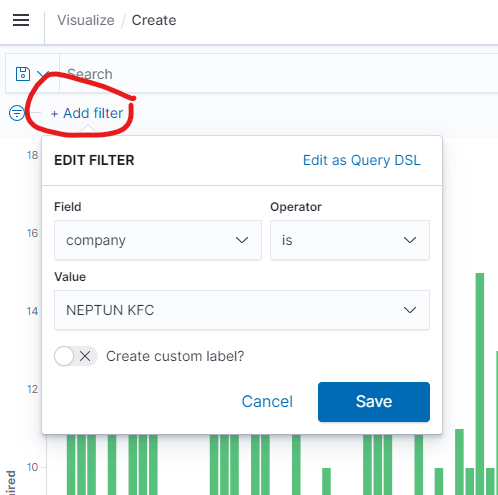 Visualize / Create
Search
+ Add filter
18
EDIT FILTER
Edit as Query DSL
Field
Operator
16
company
is
Value
14
NEPTUN KFC
Create custom label?
12
Cancel
Save
10
ired